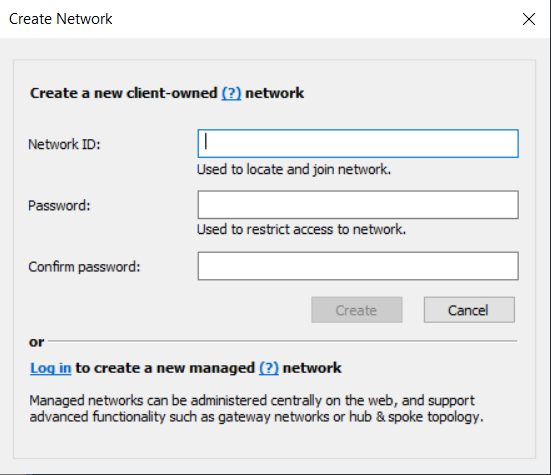 Create Network
Create a new client-owned (?) network
Network ID:
Used to locate and join network.
Password:
Used to restrict access to network.
Confirm password:
Create Cancel
or
Log in to create a new managed (?) network
Managed networks can be administered centrally on the web, and support
advanced functionality such as gateway networks or hub & spoke topology.